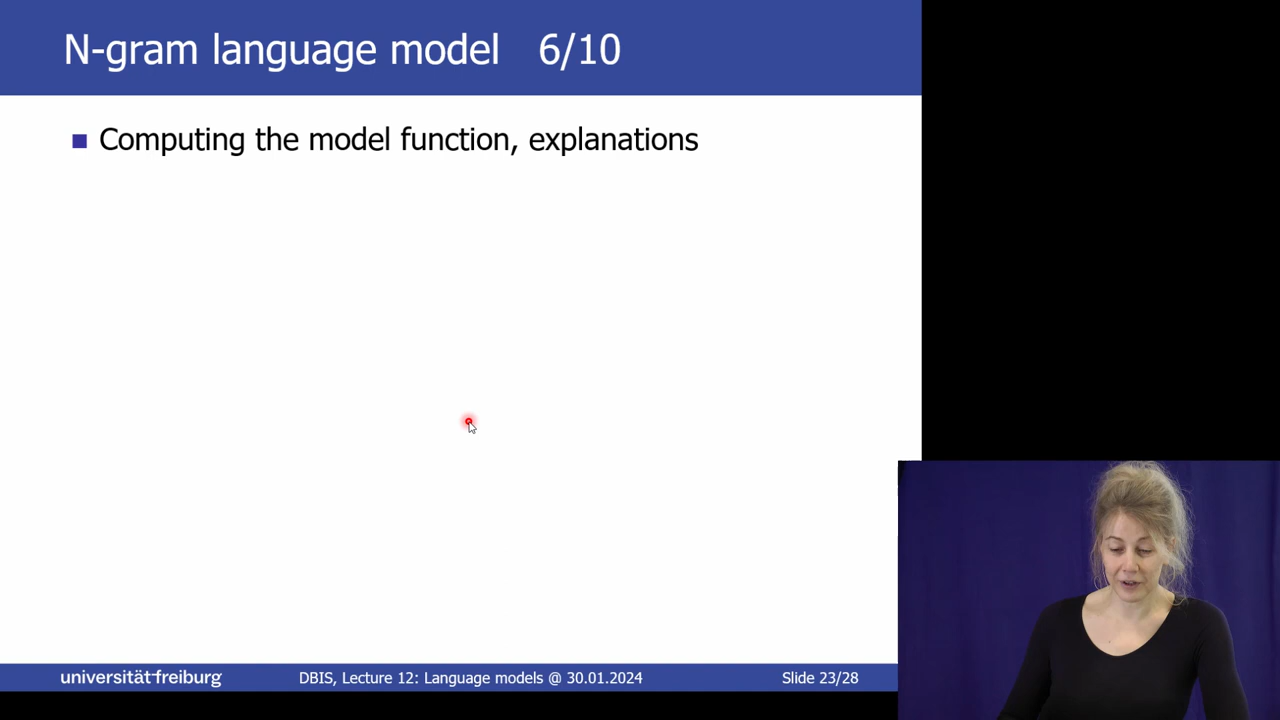 N-gram language model 6/10
Computing the model function, explanations
universität freiburg
DBIS, Lecture 12: Language models @ 30.01.2024
Slide 23/28